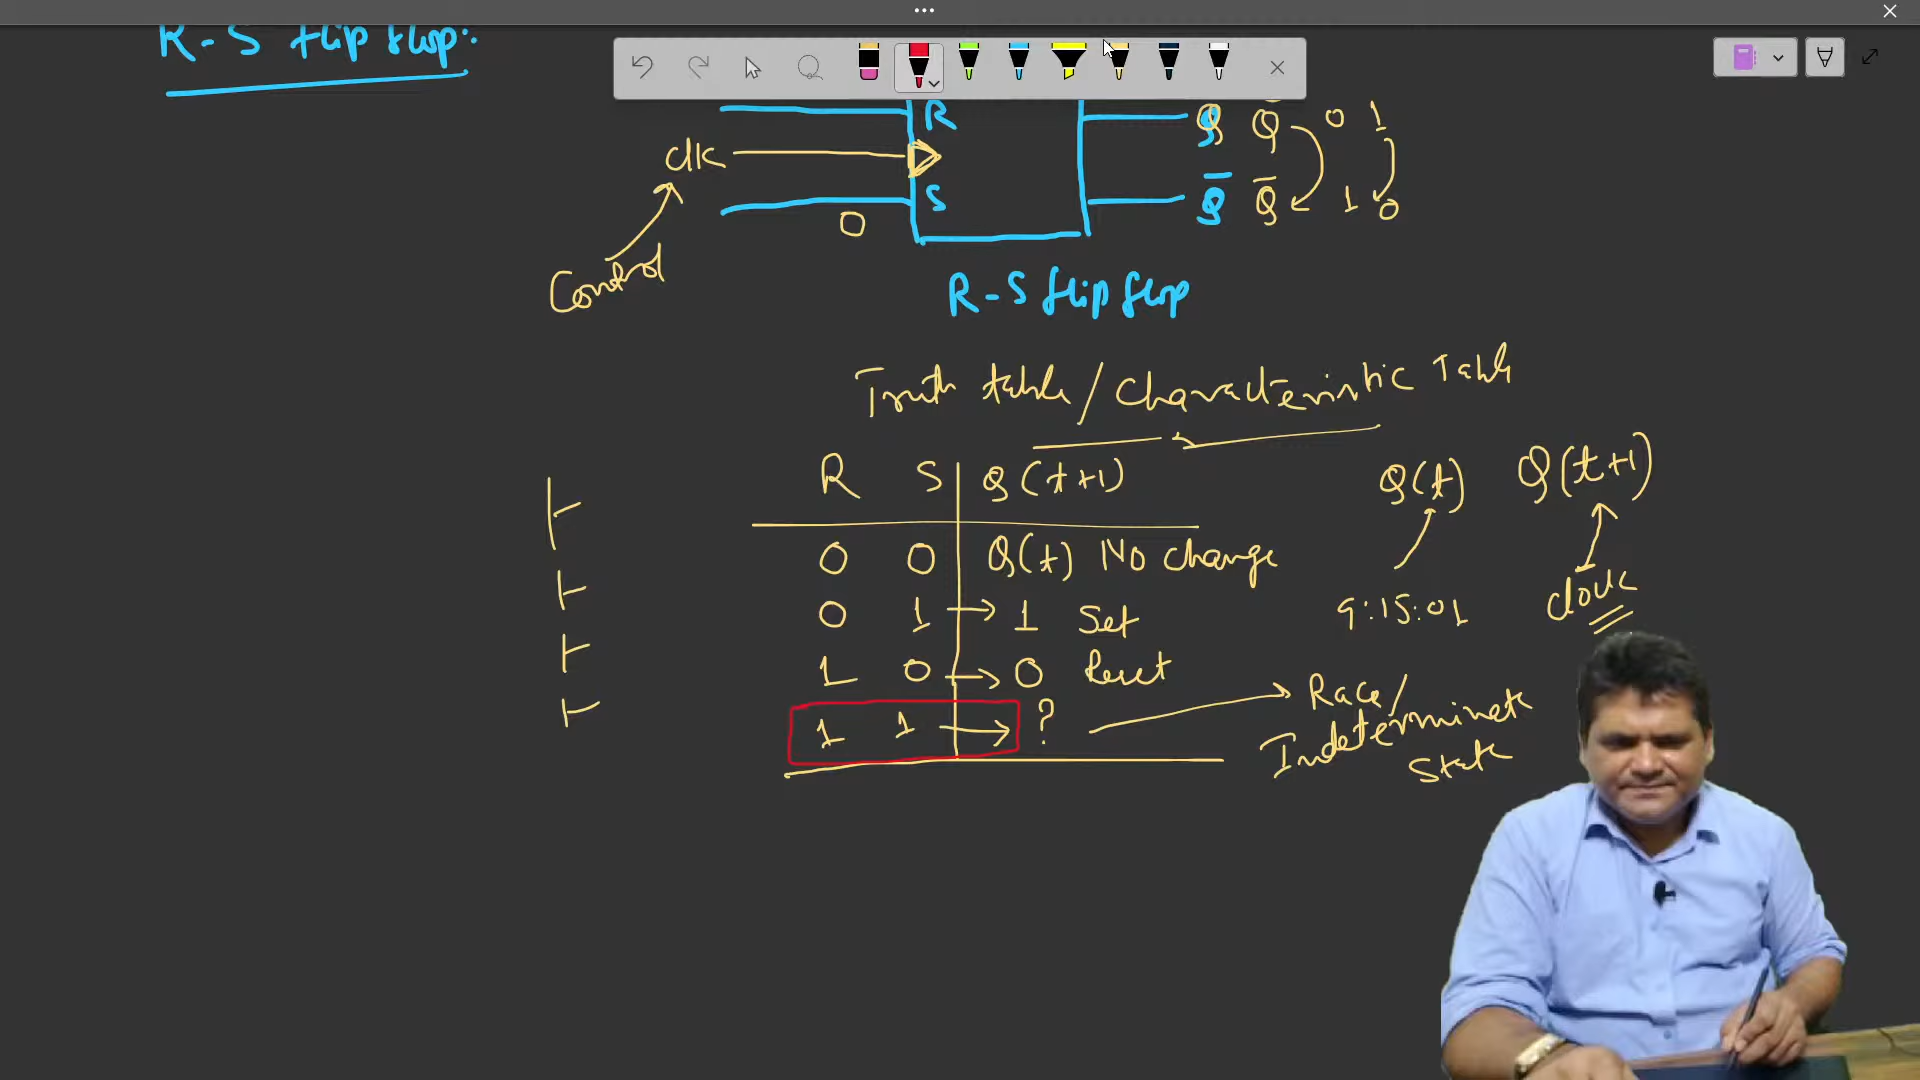 R-S flip flop:
R Q Q 0 1
clk
S Q̄ Q̄ 1 0
0
Control
R-S flip flop
Truth table/Characteristic Table
R S Q(t+1) Q(t) Q(t+1)
0 0 Q(t) No change
0 1 → 1 Set 9:15:01 clock
1 0 → 0 Reset
1 1 → ? Race/
Indeterminate
State